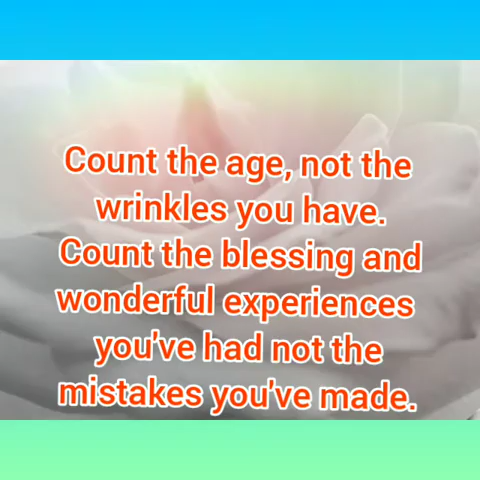 Count the age, not the
wrinkles you have.
Count the blessing and
wonderful experiences
you've had not the
mistakes you've made.